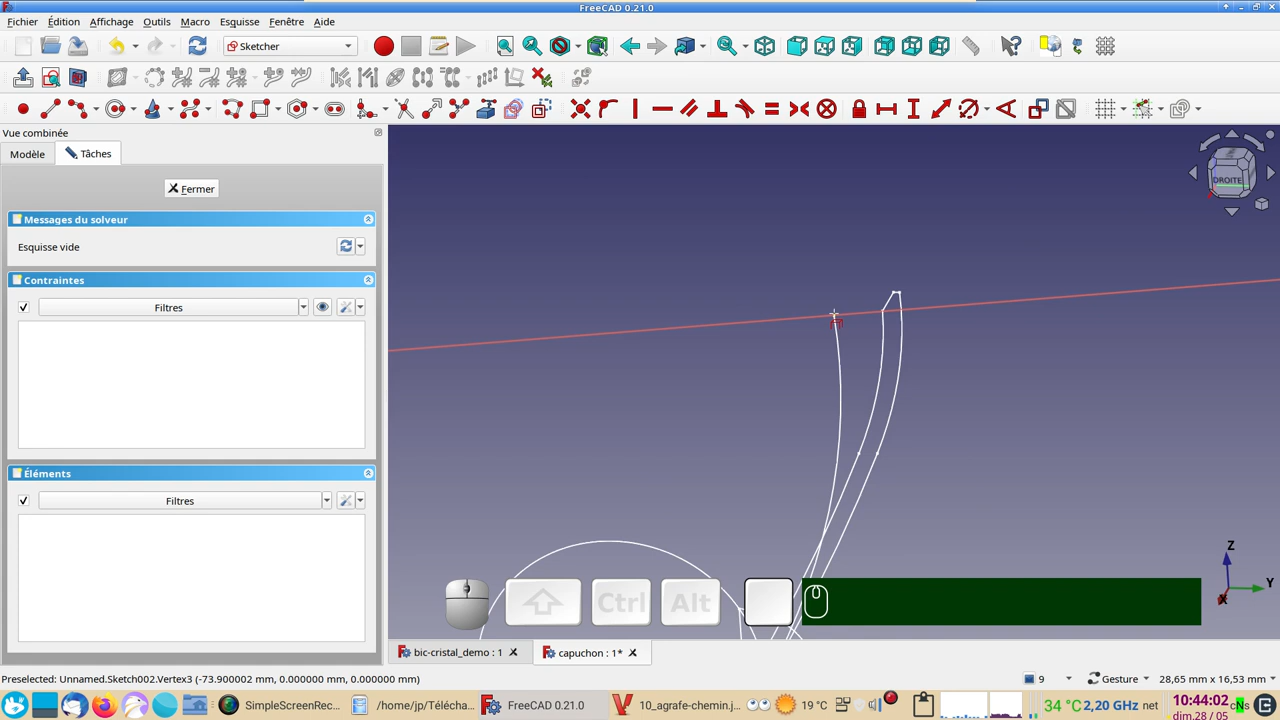 FreeCAD 0.21.0
Fichier Édition Affichage Outils Macro Esquisse Fenêtre Aide
Sketcher
Vue combinée
Modèle Tâches
Fermer
Messages du solveur
Esquisse vide
Contraintes
Filtres
Éléments
Filtres
DROITE
Z
Y
X
Ctrl Alt
bic-cristal_demo : 1 capuchon : 1*
Preselected: Unnamed.Sketch002.Vertex3 (-73.900002 mm, 0.000000 mm, 0.000000 mm)
9 Gesture 28,65 mm x 16,53 mm
SimpleScreenRec... /home/jp/Télécha... FreeCAD 0.21.0 10_agrafe-chemin.j... 19 °C 34 °C 2,20 GHz net 10:44:02 dim.28 / 05 cNs